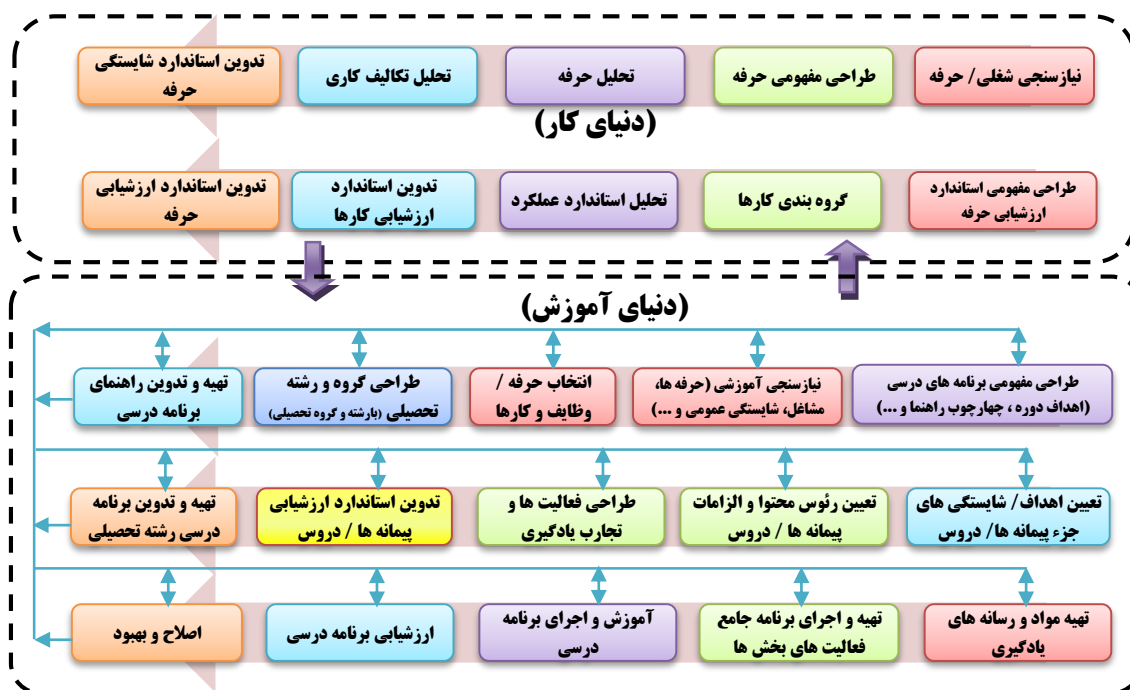 نیازسنجی شغلی/ حرفه
طراحی مفهومی حرفه
تحلیل حرفه
تحلیل تکالیف کاری
تدوین استاندارد شایستگی
حرفه
(دنیای کار)
طراحی مفهومی استاندارد
ارزشیابی حرفه
گروه بندی کارها
تحلیل استاندارد عملکرد
تدوین استاندارد
ارزشیابی کارها
تدوین استاندارد ارزشیابی
حرفه
(دنیای آموزش)
طراحی مفهومی برنامه های درسی
(اهداف دوره ، چهارچوب راهنما و ...)
نیازسنجی آموزشی (حرفه ها،
مشاغل، شایستگی عمومی و ...)
انتخاب حرفه /
وظایف و کارها
طراحی گروه و رشته
تحصیلی (بارشته و گروه تحصیلی)
تهیه و تدوین راهنمای
برنامه درسی
تعیین اهداف/ شایستگی های
جزء پیمانه ها/ دروس
تعیین رئوس محتوا و الزامات
پیمانه ها / دروس
طراحی فعالیت ها و
تجارب یادگیری
تدوین استاندارد ارزشیابی
پیمانه ها / دروس
تهیه و تدوین برنامه
درسی رشته تحصیلی
تهیه مواد و رسانه های
یادگیری
تهیه و اجرای برنامه جامع
فعالیت های بخش ها
آموزش و اجرای برنامه
درسی
ارزشیابی برنامه درسی
اصلاح و بهبود